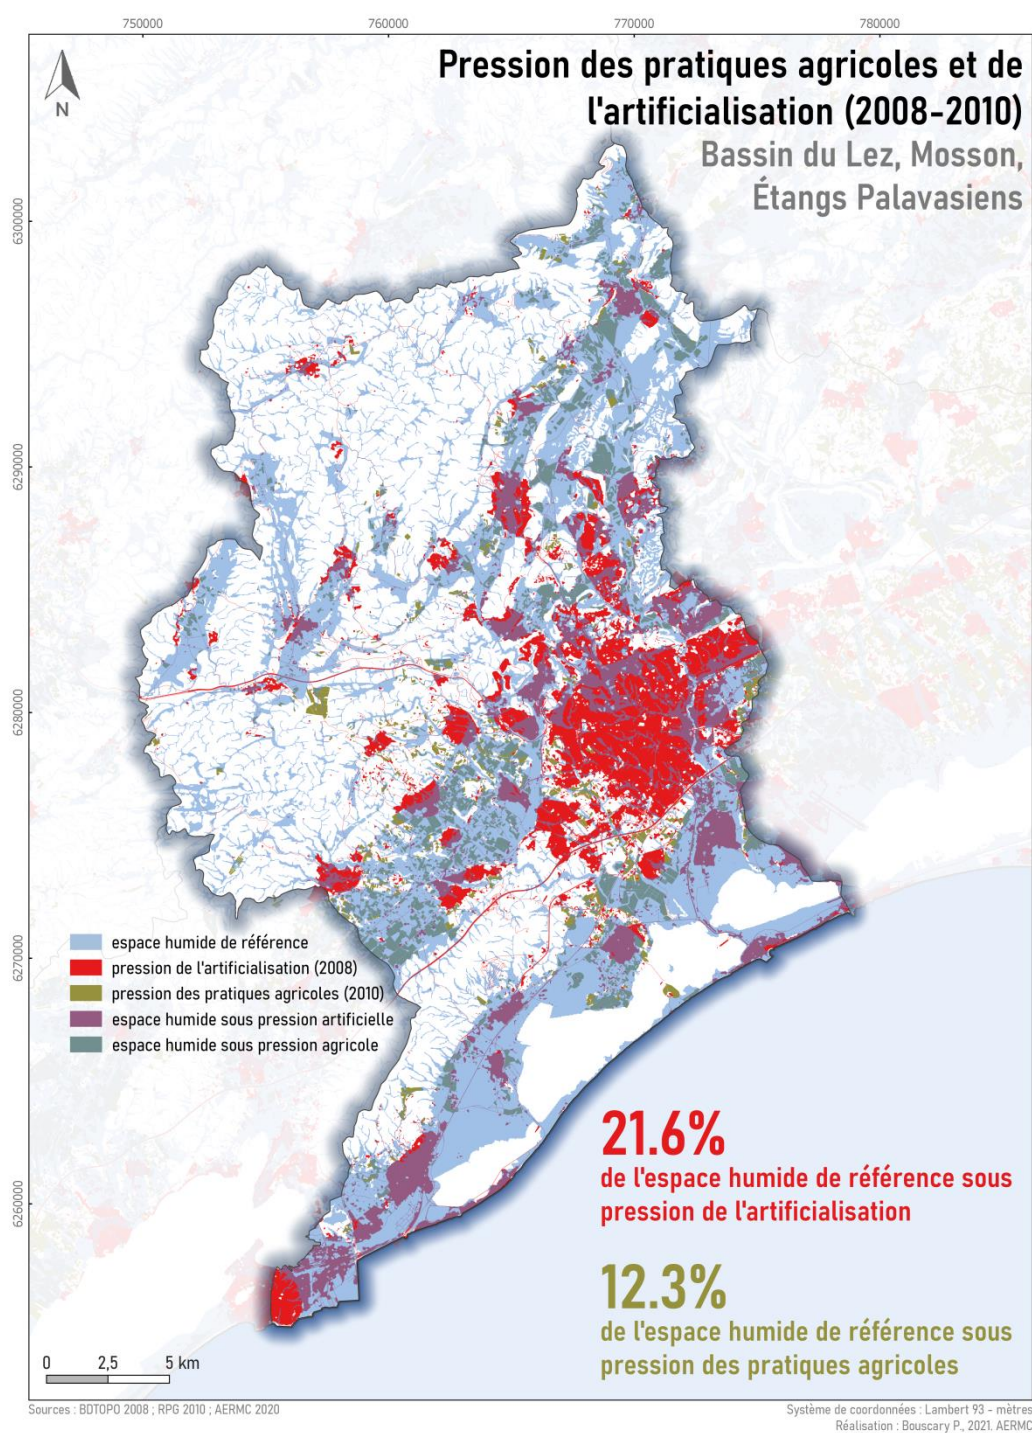 750000 760000 770000 780000
Pression des pratiques agricoles et de
l'artificialisation (2008-2010)
Bassin du Lez, Mosson,
Étangs Palavasiens
N
6300000
6290000
6280000
6270000
6260000
espace humide de référence
pression de l'artificialisation (2008)
pression des pratiques agricoles (2010)
espace humide sous pression artificielle
espace humide sous pression agricole
21.6%
de l'espace humide de référence sous
pression de l'artificialisation
12.3%
de l'espace humide de référence sous
pression des pratiques agricoles
0 2,5 5 km
Sources : BDTOPO 2008 ; RPG 2010 ; AERMC 2020
Système de coordonnées : Lambert 93 - mètres
Réalisation : Bouscary P., 2021. AERMC